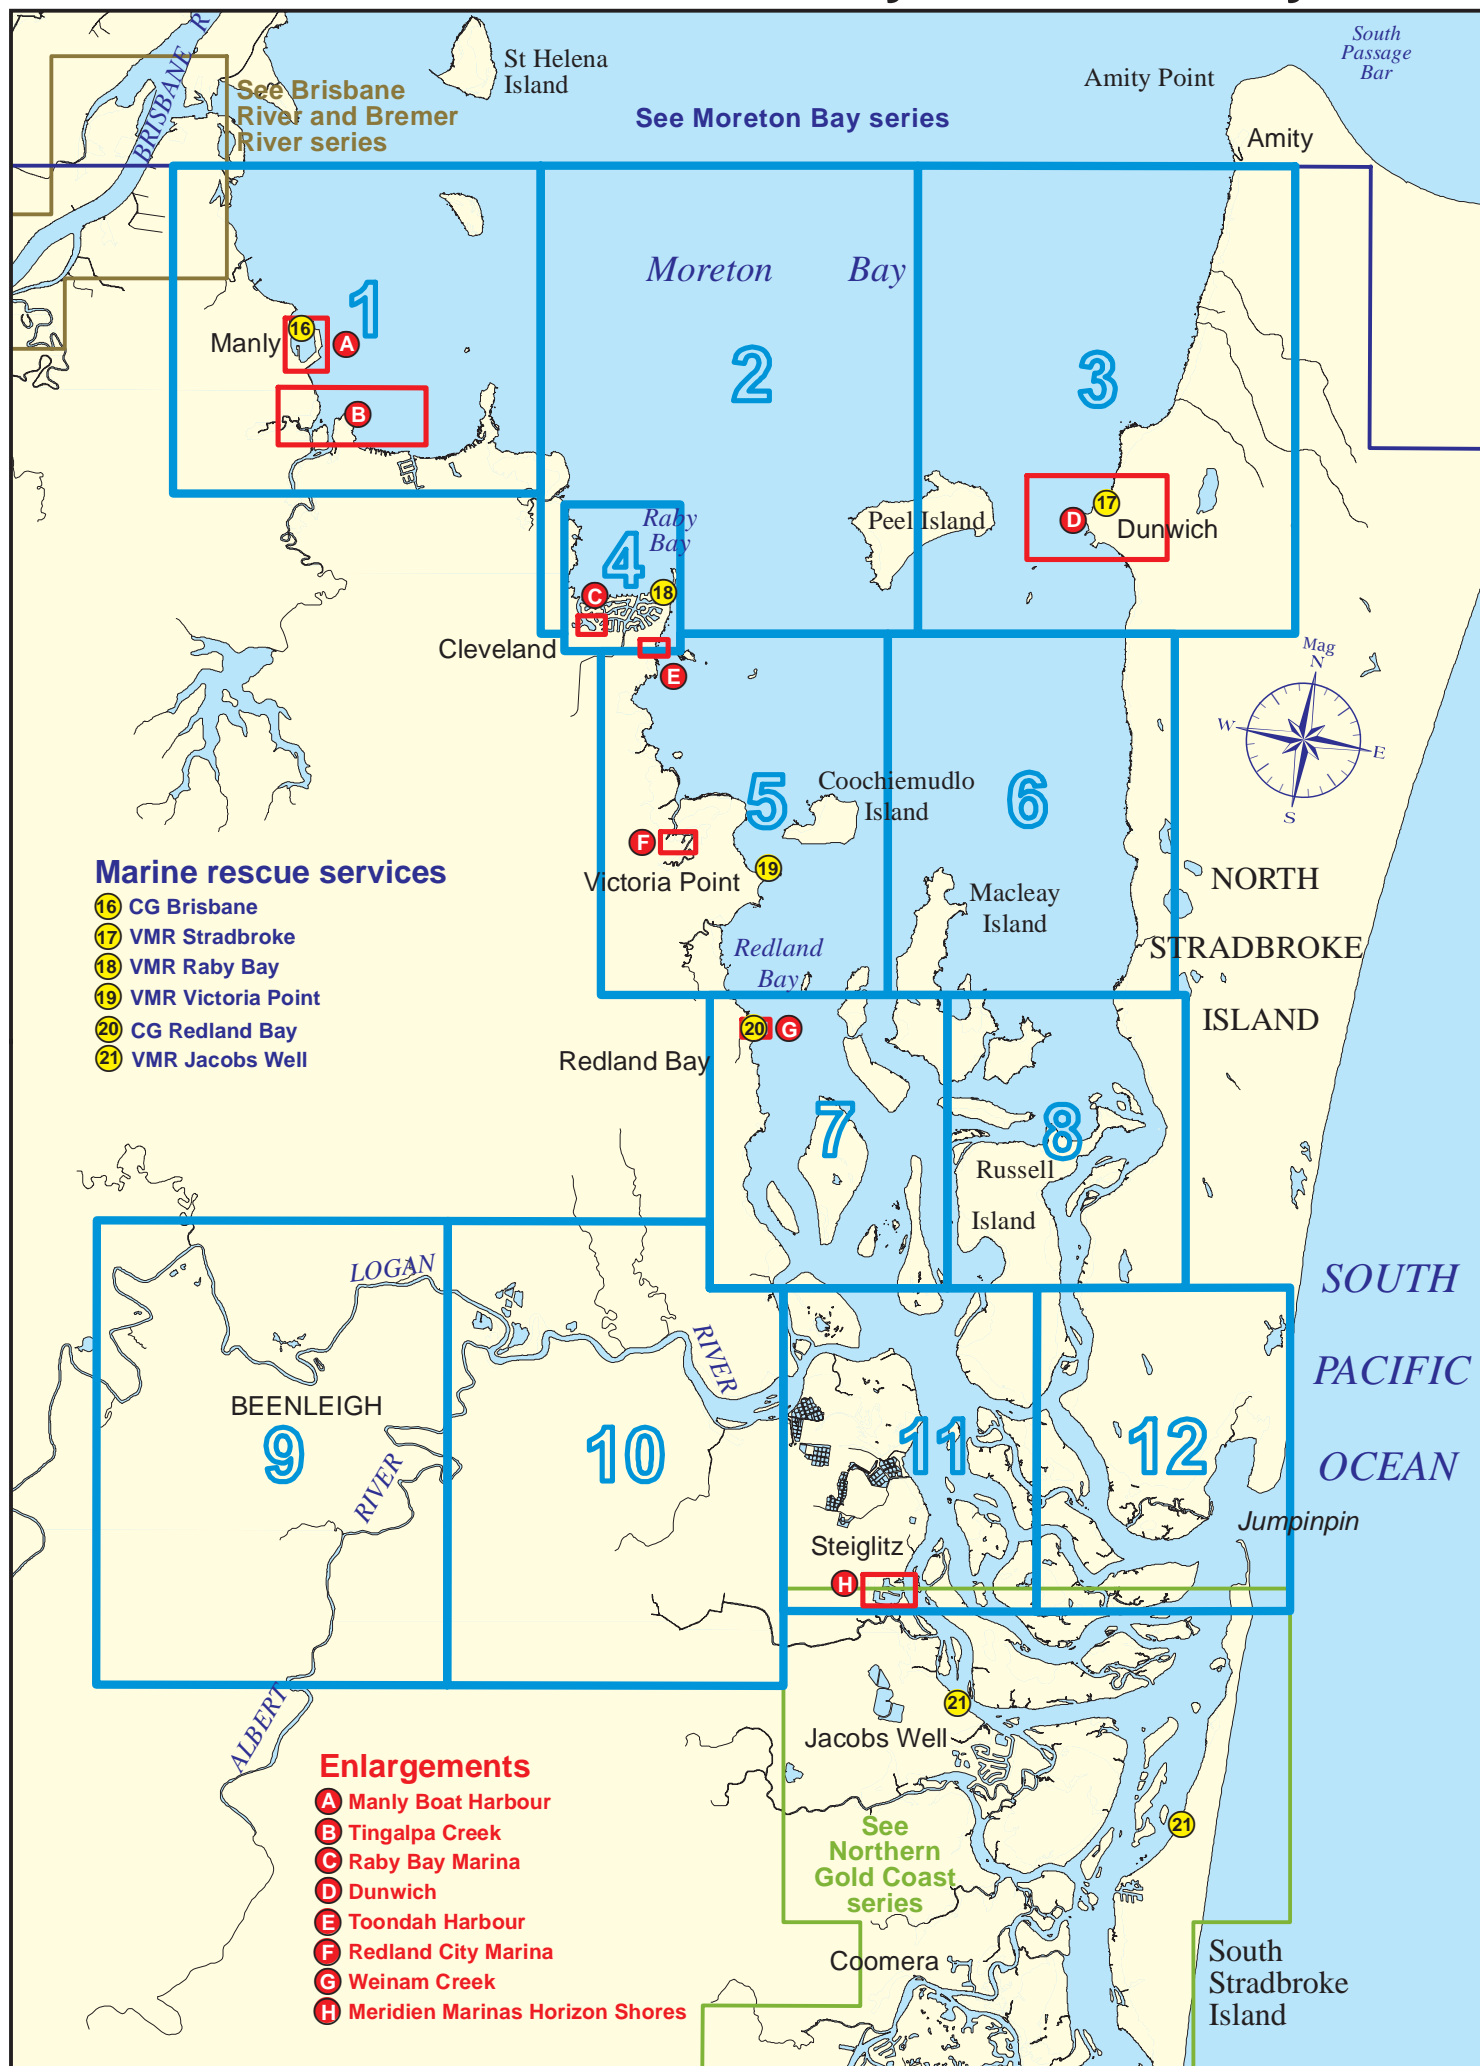 South
Passage
Bar
St Helena
Island
Amity Point
BRISBANE R
See Brisbane
River and Bremer
River series
See Moreton Bay series
Amity
Moreton Bay
1
16
Manly
A
2
3
B
Peel Island
17
D
Dunwich
Raby
Bay
4
C
18
Cleveland
E
Mag
N
W
E
S
5
Coochiemudlo
Island
6
F
19
Victoria Point
Macleay
Island
NORTH
STRADBROKE
ISLAND
Marine rescue services
16 CG Brisbane
17 VMR Stradbroke
18 VMR Raby Bay
19 VMR Victoria Point
20 CG Redland Bay
21 VMR Jacobs Well
Redland
Bay
20
G
Redland Bay
7
8
Russell
Island
LOGAN
RIVER
SOUTH
PACIFIC
OCEAN
BEENLEIGH
9
10
11
12
RIVER
Jumpinpin
Steiglitz
H
ALBERT
21
Jacobs Well
Enlargements
A Manly Boat Harbour
B Tingalpa Creek
C Raby Bay Marina
D Dunwich
E Toondah Harbour
F Redland City Marina
G Weinam Creek
H Meridien Marinas Horizon Shores
21
See
Northern
Gold Coast
series
Coomera
South
Stradbroke
Island